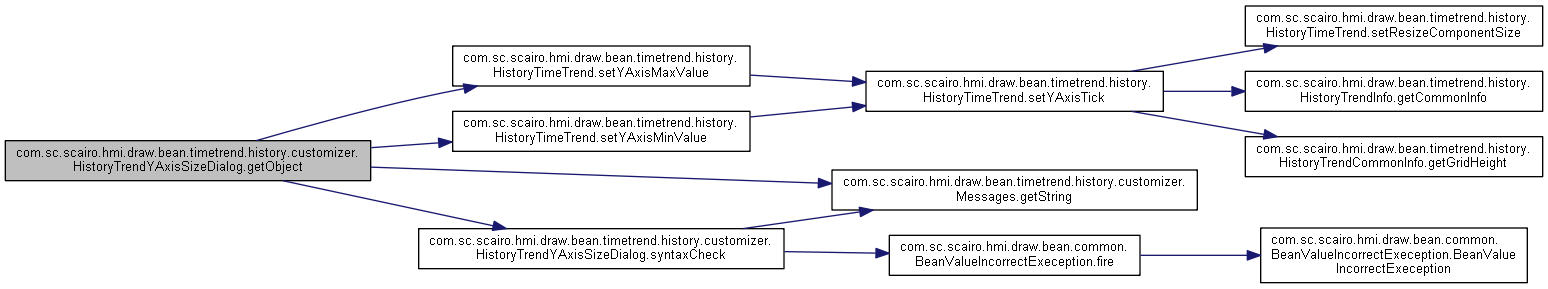 com.sc.scairo.hmi.draw.bean.timetrend.history.customizer.
HistoryTrendYAxisSizeDialog.getObject
com.sc.scairo.hmi.draw.bean.timetrend.history.
HistoryTimeTrend.setYAxisMaxValue
com.sc.scairo.hmi.draw.bean.timetrend.history.
HistoryTimeTrend.setYAxisMinValue
com.sc.scairo.hmi.draw.bean.timetrend.history.
HistoryTimeTrend.setYAxisTick
com.sc.scairo.hmi.draw.bean.timetrend.history.
HistoryTimeTrend.setResizeComponentSize
com.sc.scairo.hmi.draw.bean.timetrend.history.
HistoryTrendInfo.getCommonInfo
com.sc.scairo.hmi.draw.bean.timetrend.history.
HistoryTrendCommonInfo.getGridHeight
com.sc.scairo.hmi.draw.bean.timetrend.history.customizer.
Messages.getString
com.sc.scairo.hmi.draw.bean.timetrend.history.customizer.
HistoryTrendYAxisSizeDialog.syntaxCheck
com.sc.scairo.hmi.draw.bean.common.
BeanValueIncorrectExeception.fire
com.sc.scairo.hmi.draw.bean.common.
BeanValueIncorrectExeception.BeanValue
IncorrectExeception